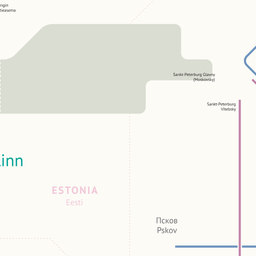 Sankt-Peterburg Glavny
(Moskovsky)
Sankt-Peterburg
Vitebsky
inn
ESTONIA
Eesti
Псков
Pskov